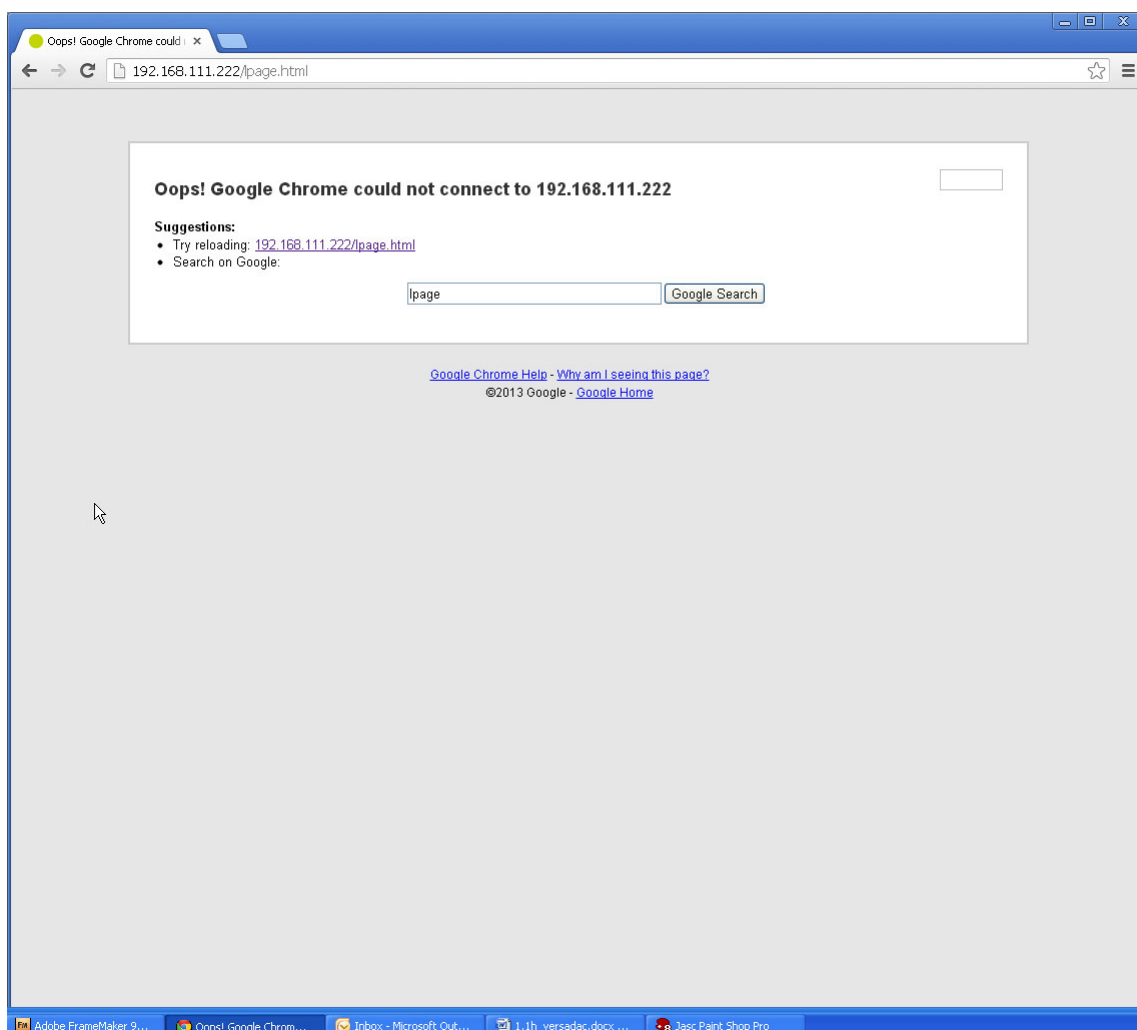 Oops! Google Chrome could
192.168.111.222/lpage.html
Oops! Google Chrome could not connect to 192.168.111.222
Suggestions:
• Try reloading: 192.168.111.222/lpage.html
• Search on Google:
lpage Google Search
Google Chrome Help - Why am I seeing this page?
©2013 Google - Google Home
Adobe FrameMaker 9... Oops! Google Chrom... Inbox - Microsoft Out... 1.1h_versadac.docx ... Jasc Paint Shop Pro